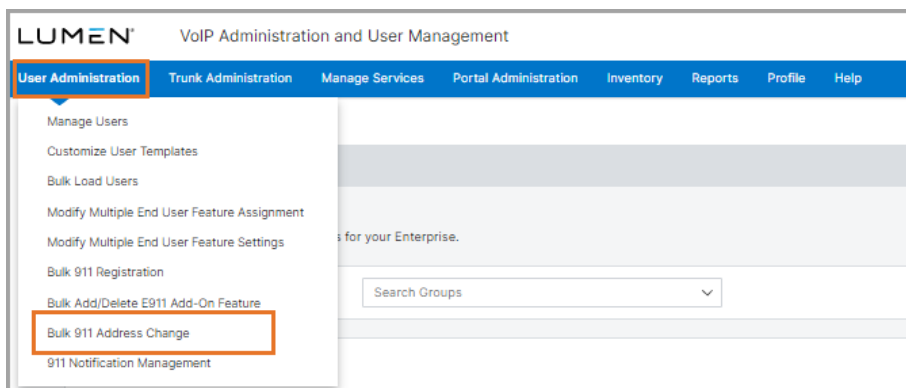 LUMEN® VoIP Administration and User Management
User Administration Trunk Administration Manage Services Portal Administration Inventory Reports Profile Help
Manage Users
Customize User Templates
Bulk Load Users
Modify Multiple End User Feature Assignment
Modify Multiple End User Feature Settings
s for your Enterprise.
Bulk 911 Registration
Search Groups
Bulk Add/Delete E911 Add-On Feature
Bulk 911 Address Change
911 Notification Management